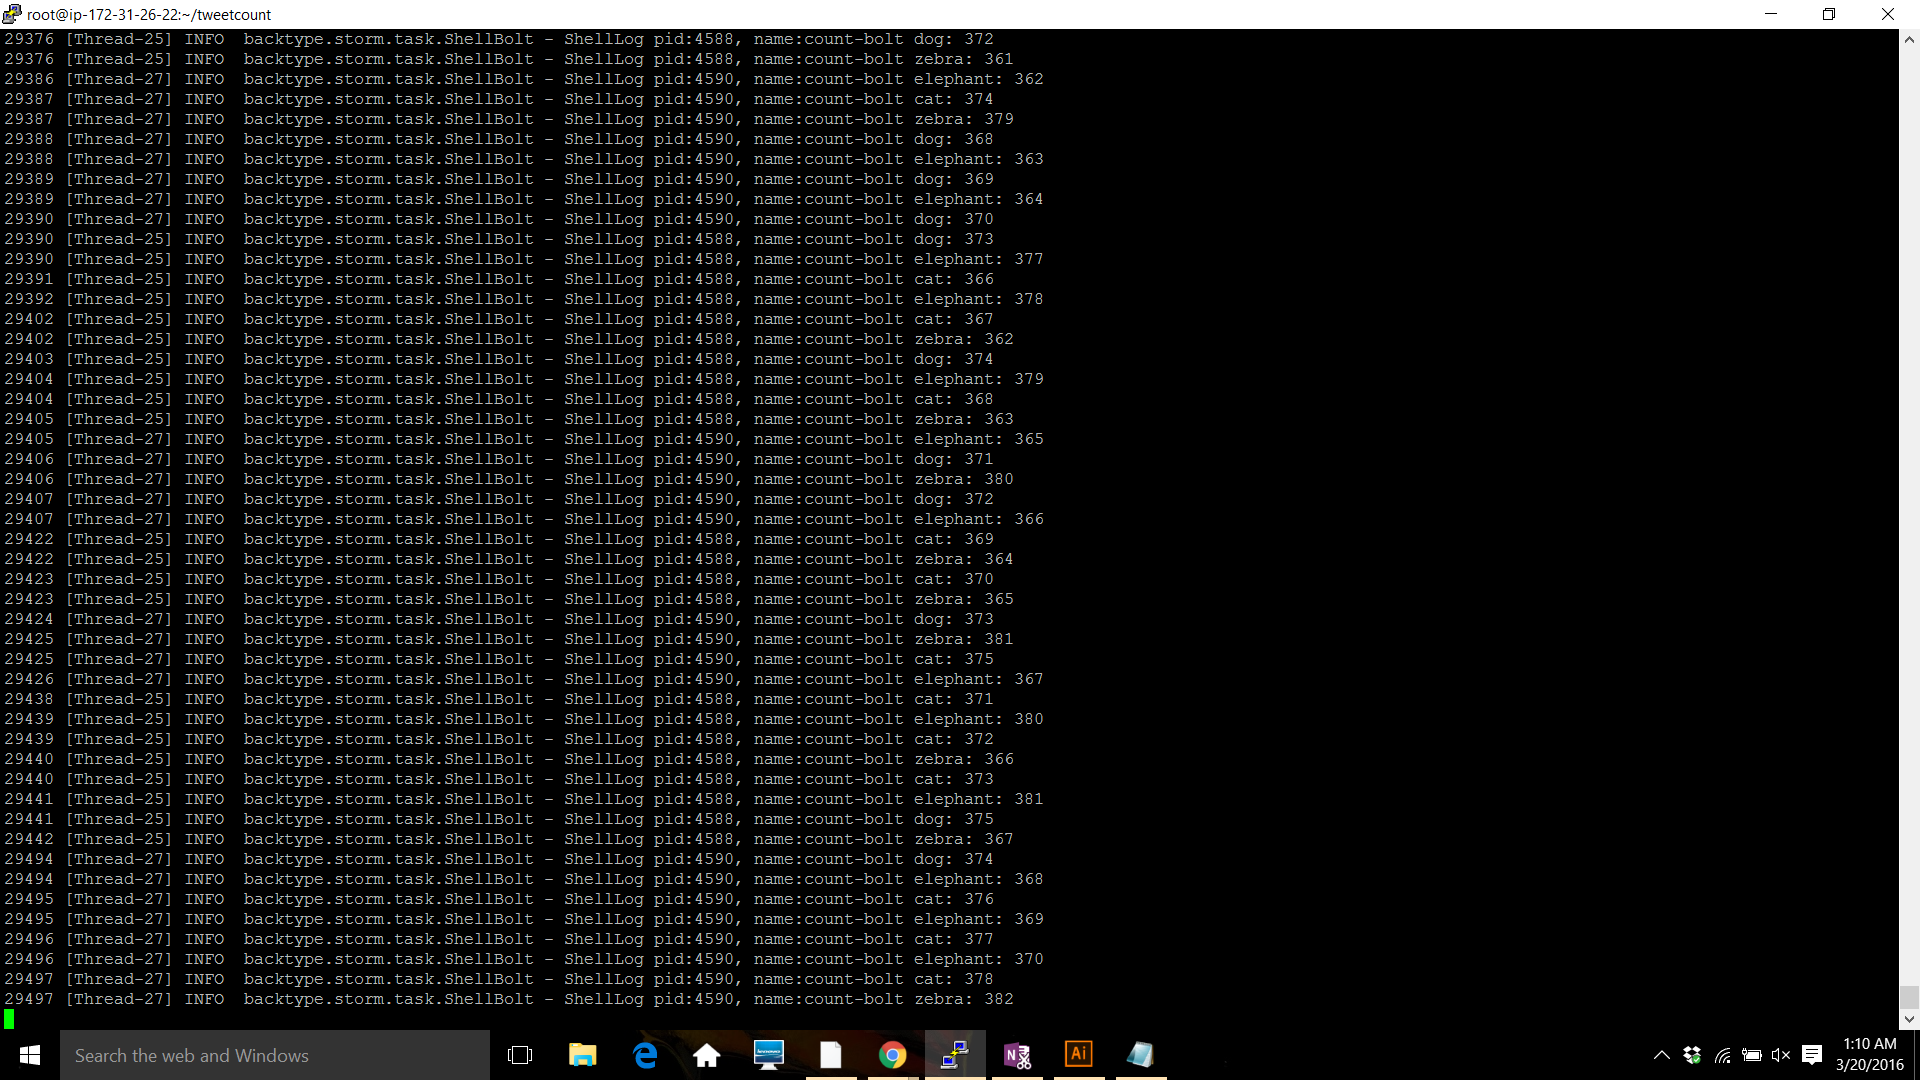 root@ip-172-31-26-22:~/tweetcount
29376 [Thread-25] INFO  backtype.storm.task.ShellBolt - ShellLog pid:4588, name:count-bolt dog: 372
29376 [Thread-25] INFO  backtype.storm.task.ShellBolt - ShellLog pid:4588, name:count-bolt zebra: 361
29386 [Thread-27] INFO  backtype.storm.task.ShellBolt - ShellLog pid:4590, name:count-bolt elephant: 362
29387 [Thread-27] INFO  backtype.storm.task.ShellBolt - ShellLog pid:4590, name:count-bolt cat: 374
29387 [Thread-27] INFO  backtype.storm.task.ShellBolt - ShellLog pid:4590, name:count-bolt zebra: 379
29388 [Thread-27] INFO  backtype.storm.task.ShellBolt - ShellLog pid:4590, name:count-bolt dog: 368
29388 [Thread-27] INFO  backtype.storm.task.ShellBolt - ShellLog pid:4590, name:count-bolt elephant: 363
29389 [Thread-27] INFO  backtype.storm.task.ShellBolt - ShellLog pid:4590, name:count-bolt dog: 369
29389 [Thread-27] INFO  backtype.storm.task.ShellBolt - ShellLog pid:4590, name:count-bolt elephant: 364
29390 [Thread-27] INFO  backtype.storm.task.ShellBolt - ShellLog pid:4590, name:count-bolt dog: 370
29390 [Thread-25] INFO  backtype.storm.task.ShellBolt - ShellLog pid:4588, name:count-bolt dog: 373
29390 [Thread-25] INFO  backtype.storm.task.ShellBolt - ShellLog pid:4588, name:count-bolt elephant: 377
29391 [Thread-25] INFO  backtype.storm.task.ShellBolt - ShellLog pid:4588, name:count-bolt cat: 366
29392 [Thread-25] INFO  backtype.storm.task.ShellBolt - ShellLog pid:4588, name:count-bolt elephant: 378
29402 [Thread-25] INFO  backtype.storm.task.ShellBolt - ShellLog pid:4588, name:count-bolt cat: 367
29402 [Thread-25] INFO  backtype.storm.task.ShellBolt - ShellLog pid:4588, name:count-bolt zebra: 362
29403 [Thread-25] INFO  backtype.storm.task.ShellBolt - ShellLog pid:4588, name:count-bolt dog: 374
29404 [Thread-25] INFO  backtype.storm.task.ShellBolt - ShellLog pid:4588, name:count-bolt elephant: 379
29404 [Thread-25] INFO  backtype.storm.task.ShellBolt - ShellLog pid:4588, name:count-bolt cat: 368
29405 [Thread-25] INFO  backtype.storm.task.ShellBolt - ShellLog pid:4588, name:count-bolt zebra: 363
29405 [Thread-27] INFO  backtype.storm.task.ShellBolt - ShellLog pid:4590, name:count-bolt elephant: 365
29406 [Thread-27] INFO  backtype.storm.task.ShellBolt - ShellLog pid:4590, name:count-bolt dog: 371
29406 [Thread-27] INFO  backtype.storm.task.ShellBolt - ShellLog pid:4590, name:count-bolt zebra: 380
29407 [Thread-27] INFO  backtype.storm.task.ShellBolt - ShellLog pid:4590, name:count-bolt dog: 372
29407 [Thread-27] INFO  backtype.storm.task.ShellBolt - ShellLog pid:4590, name:count-bolt elephant: 366
29422 [Thread-25] INFO  backtype.storm.task.ShellBolt - ShellLog pid:4588, name:count-bolt cat: 369
29422 [Thread-25] INFO  backtype.storm.task.ShellBolt - ShellLog pid:4588, name:count-bolt zebra: 364
29423 [Thread-25] INFO  backtype.storm.task.ShellBolt - ShellLog pid:4588, name:count-bolt cat: 370
29423 [Thread-25] INFO  backtype.storm.task.ShellBolt - ShellLog pid:4588, name:count-bolt zebra: 365
29424 [Thread-27] INFO  backtype.storm.task.ShellBolt - ShellLog pid:4590, name:count-bolt dog: 373
29425 [Thread-27] INFO  backtype.storm.task.ShellBolt - ShellLog pid:4590, name:count-bolt zebra: 381
29425 [Thread-27] INFO  backtype.storm.task.ShellBolt - ShellLog pid:4590, name:count-bolt cat: 375
29426 [Thread-27] INFO  backtype.storm.task.ShellBolt - ShellLog pid:4590, name:count-bolt elephant: 367
29438 [Thread-25] INFO  backtype.storm.task.ShellBolt - ShellLog pid:4588, name:count-bolt cat: 371
29439 [Thread-25] INFO  backtype.storm.task.ShellBolt - ShellLog pid:4588, name:count-bolt elephant: 380
29439 [Thread-25] INFO  backtype.storm.task.ShellBolt - ShellLog pid:4588, name:count-bolt cat: 372
29440 [Thread-25] INFO  backtype.storm.task.ShellBolt - ShellLog pid:4588, name:count-bolt zebra: 366
29440 [Thread-25] INFO  backtype.storm.task.ShellBolt - ShellLog pid:4588, name:count-bolt cat: 373
29441 [Thread-25] INFO  backtype.storm.task.ShellBolt - ShellLog pid:4588, name:count-bolt elephant: 381
29441 [Thread-25] INFO  backtype.storm.task.ShellBolt - ShellLog pid:4588, name:count-bolt dog: 375
29442 [Thread-25] INFO  backtype.storm.task.ShellBolt - ShellLog pid:4588, name:count-bolt zebra: 367
29494 [Thread-27] INFO  backtype.storm.task.ShellBolt - ShellLog pid:4590, name:count-bolt dog: 374
29494 [Thread-27] INFO  backtype.storm.task.ShellBolt - ShellLog pid:4590, name:count-bolt elephant: 368
29495 [Thread-27] INFO  backtype.storm.task.ShellBolt - ShellLog pid:4590, name:count-bolt cat: 376
29495 [Thread-27] INFO  backtype.storm.task.ShellBolt - ShellLog pid:4590, name:count-bolt elephant: 369
29496 [Thread-27] INFO  backtype.storm.task.ShellBolt - ShellLog pid:4590, name:count-bolt cat: 377
29496 [Thread-27] INFO  backtype.storm.task.ShellBolt - ShellLog pid:4590, name:count-bolt elephant: 370
29497 [Thread-27] INFO  backtype.storm.task.ShellBolt - ShellLog pid:4590, name:count-bolt cat: 378
29497 [Thread-27] INFO  backtype.storm.task.ShellBolt - ShellLog pid:4590, name:count-bolt zebra: 382
Search the web and Windows
Ai
1:10 AM
3/20/2016